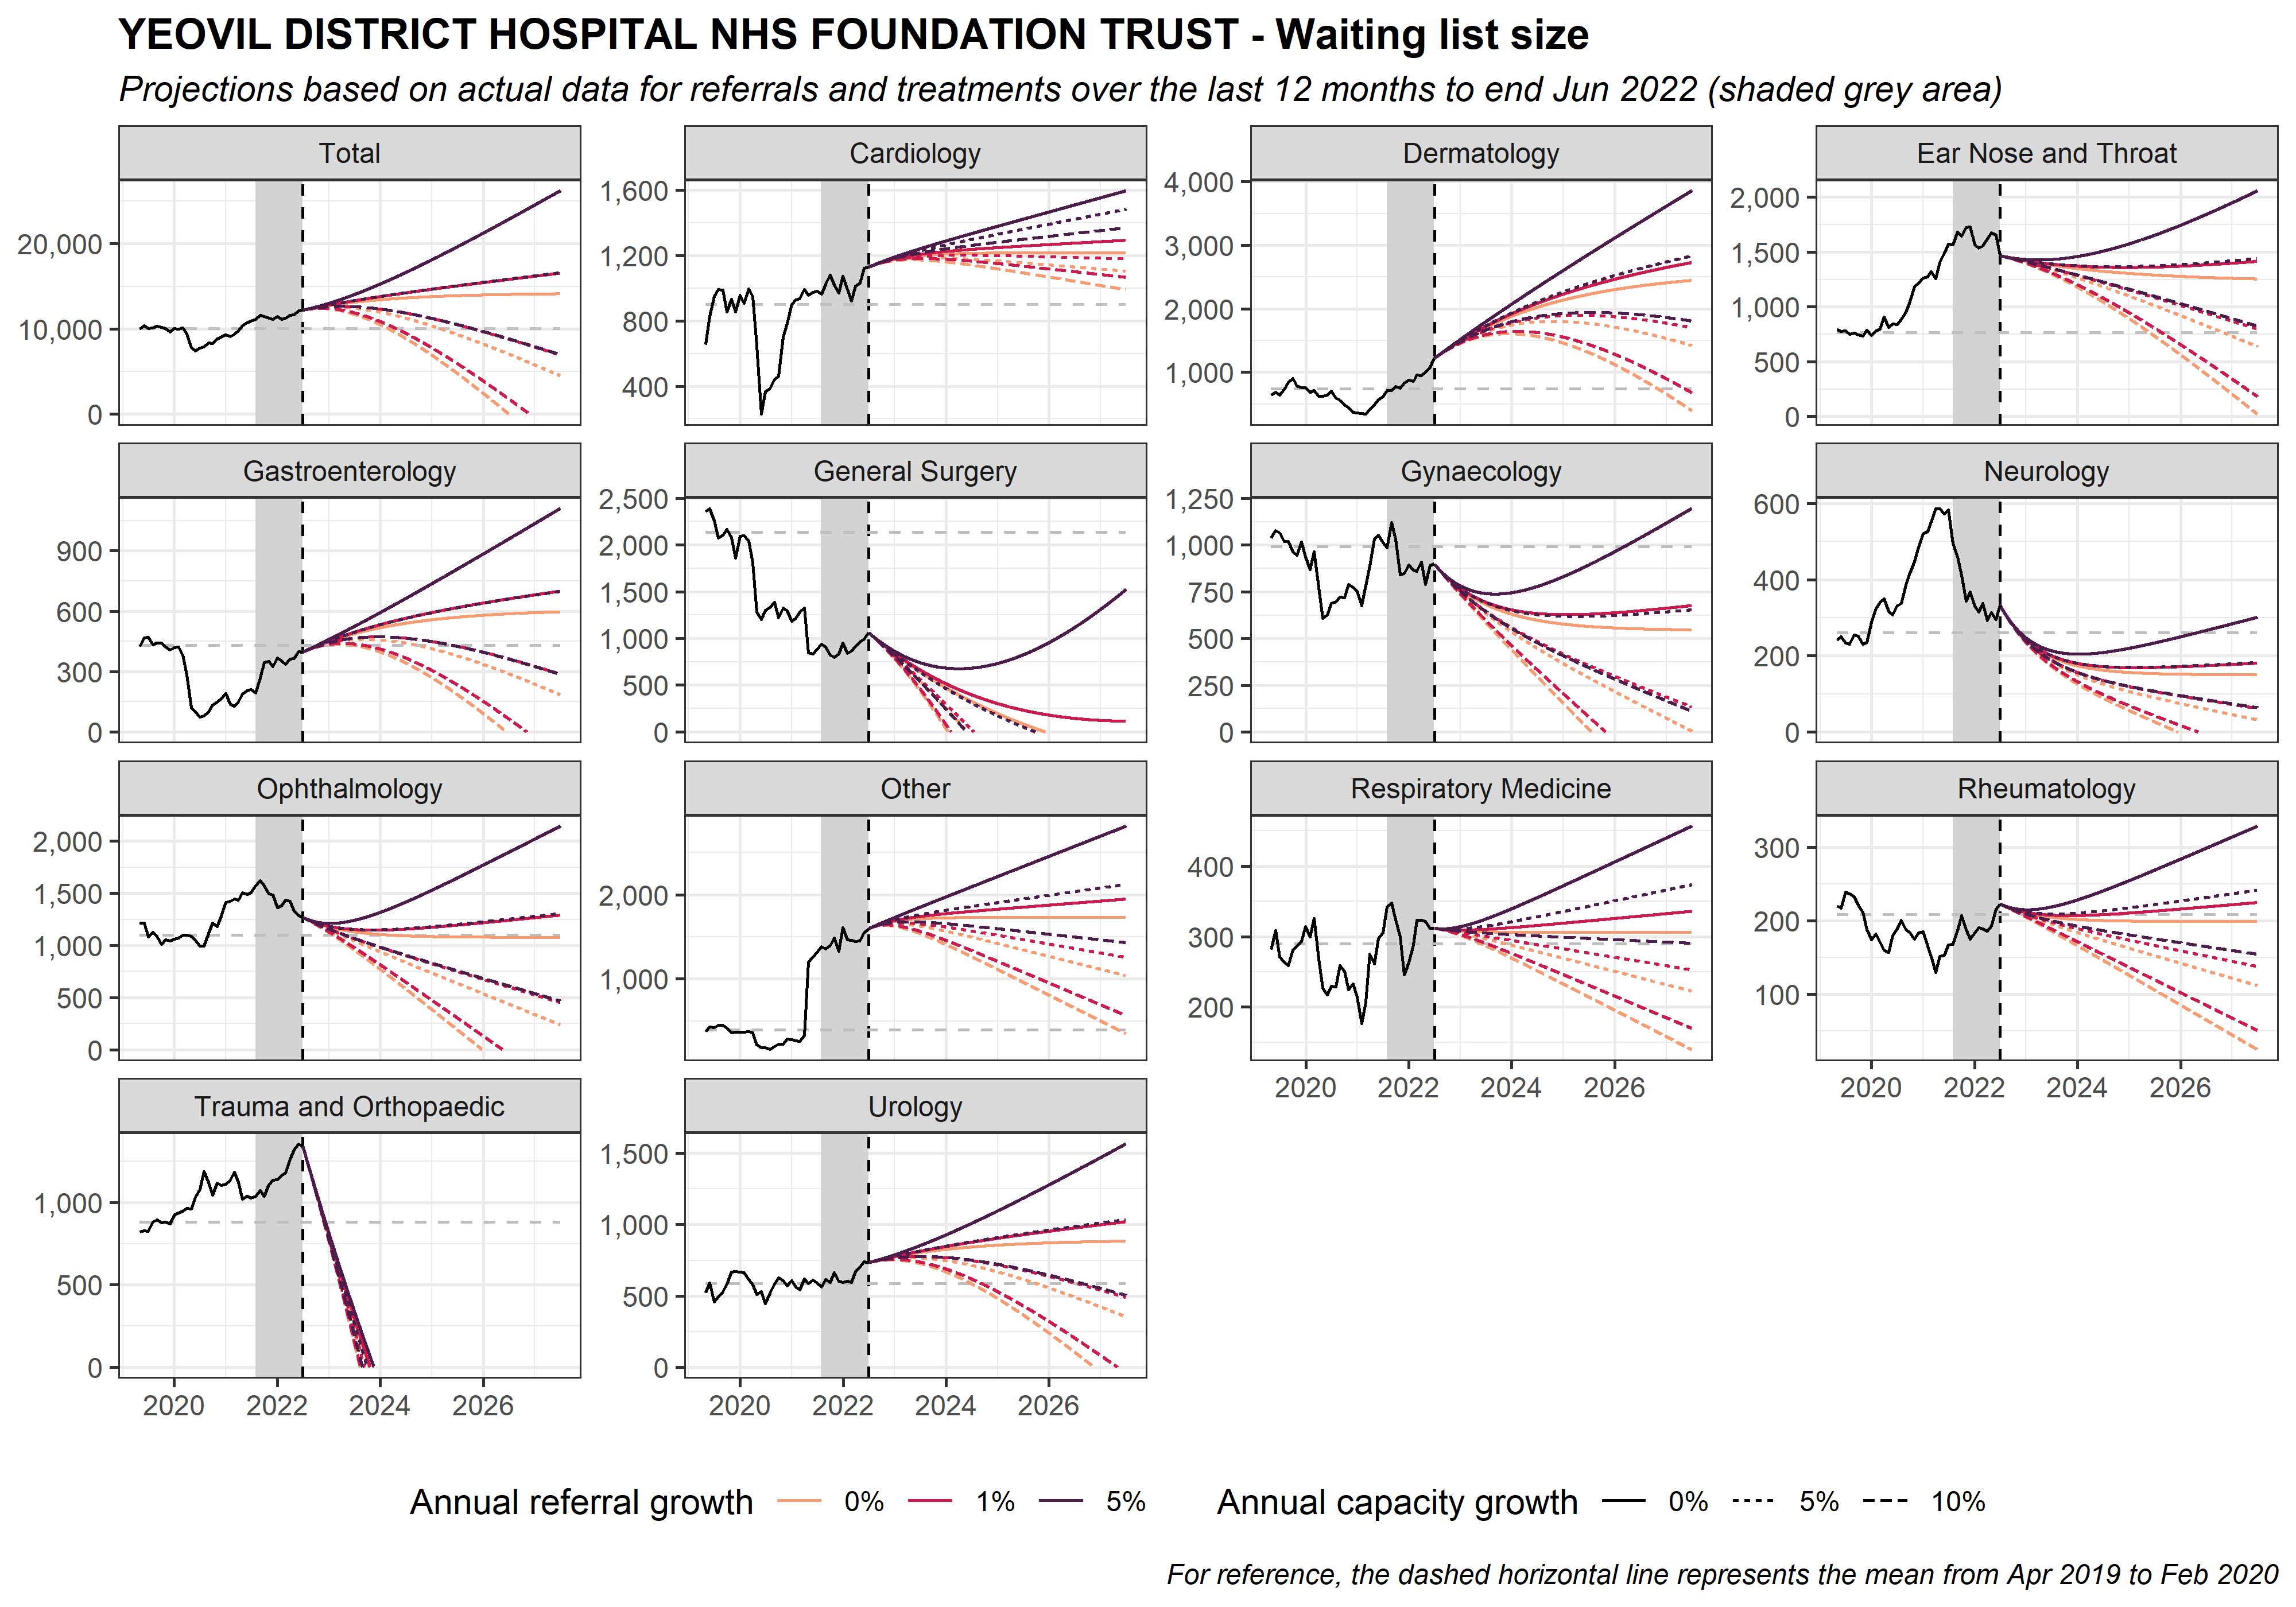 YEOVIL DISTRICT HOSPITAL NHS FOUNDATION TRUST - Waiting list size
Projections based on actual data for referrals and treatments over the last 12 months to end Jun 2022 (shaded grey area)
Total
20,000
10,000
0
Cardiology
1,600
1,200
800
400
Dermatology
4,000
3,000
2,000
1,000
Ear Nose and Throat
2,000
1,500
1,000
500
0
Gastroenterology
900
600
300
0
General Surgery
2,500
2,000
1,500
1,000
500
0
Gynaecology
1,250
1,000
750
500
250
0
Neurology
600
400
200
0
Ophthalmology
2,000
1,500
1,000
500
0
Other
2,000
1,000
Respiratory Medicine
400
300
200
2020 2022 2024 2026
Rheumatology
300
200
100
2020 2022 2024 2026
Trauma and Orthopaedic
1,000
500
0
2020 2022 2024 2026
Urology
1,500
1,000
500
0
2020 2022 2024 2026
Annual referral growth 0% 1% 5%
Annual capacity growth 0% 5% 10%
For reference, the dashed horizontal line represents the mean from Apr 2019 to Feb 2020